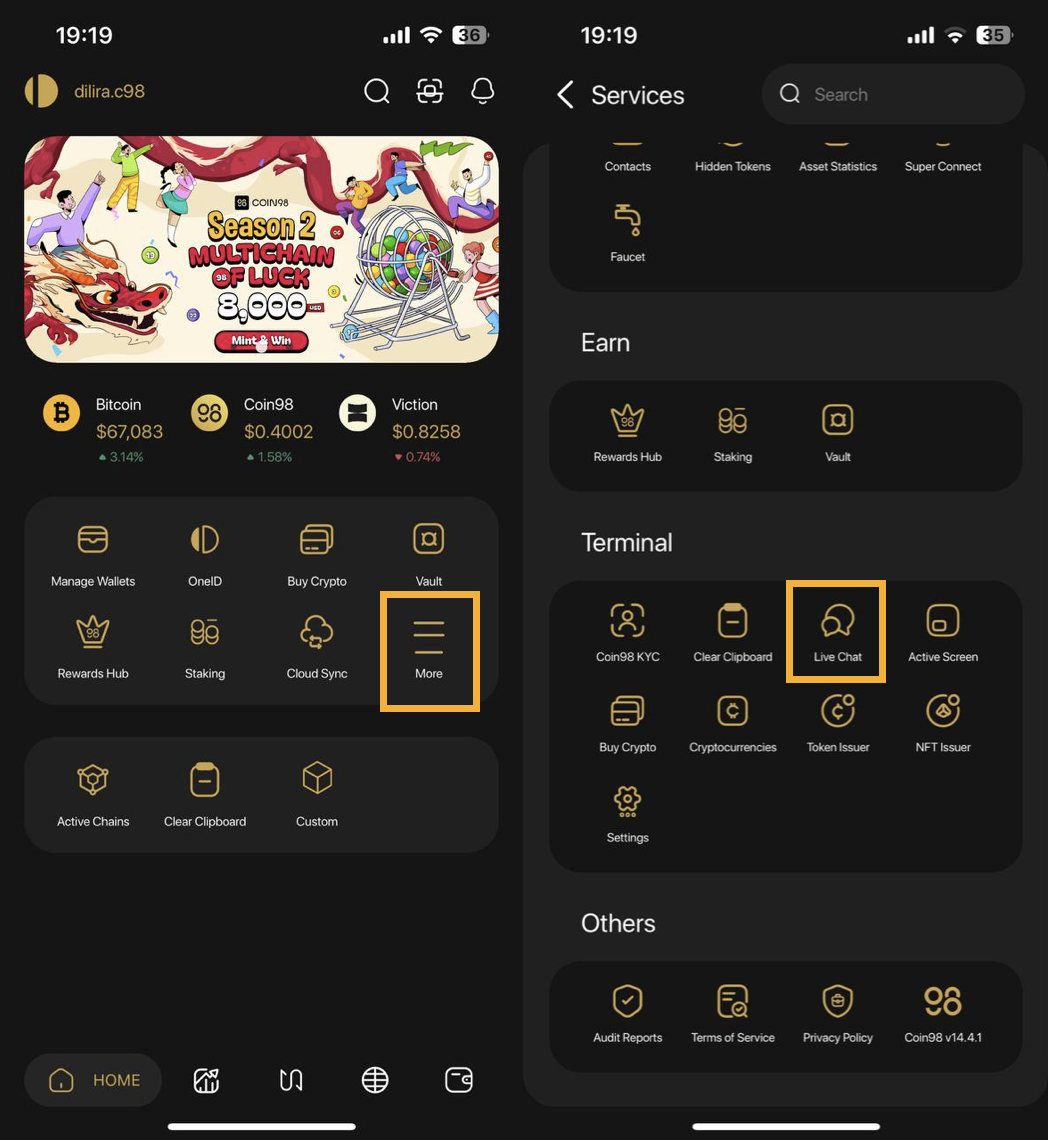 19:19
36
dilira.c98
98 COIN98
Season 2
MULTICHAIN
98 OF LUCK
8,000 USD
Mint & Win
Bitcoin
$67,083
3.14%
Coin98
$0.4002
1.58%
Viction
$0.8258
0.74%
Manage Wallets
OneID
Buy Crypto
Vault
98
Rewards Hub
Staking
Cloud Sync
More
Active Chains
Clear Clipboard
Custom
HOME
19:19
35
Services
Search
Contacts
Hidden Tokens
Asset Statistics
Super Connect
Faucet
Earn
98
Rewards Hub
Staking
Vault
Terminal
Coin98 KYC
Clear Clipboard
Live Chat
Active Screen
Buy Crypto
Cryptocurrencies
Token Issuer
NFT Issuer
Settings
Others
Audit Reports
Terms of Service
Privacy Policy
98
Coin98 v14.4.1